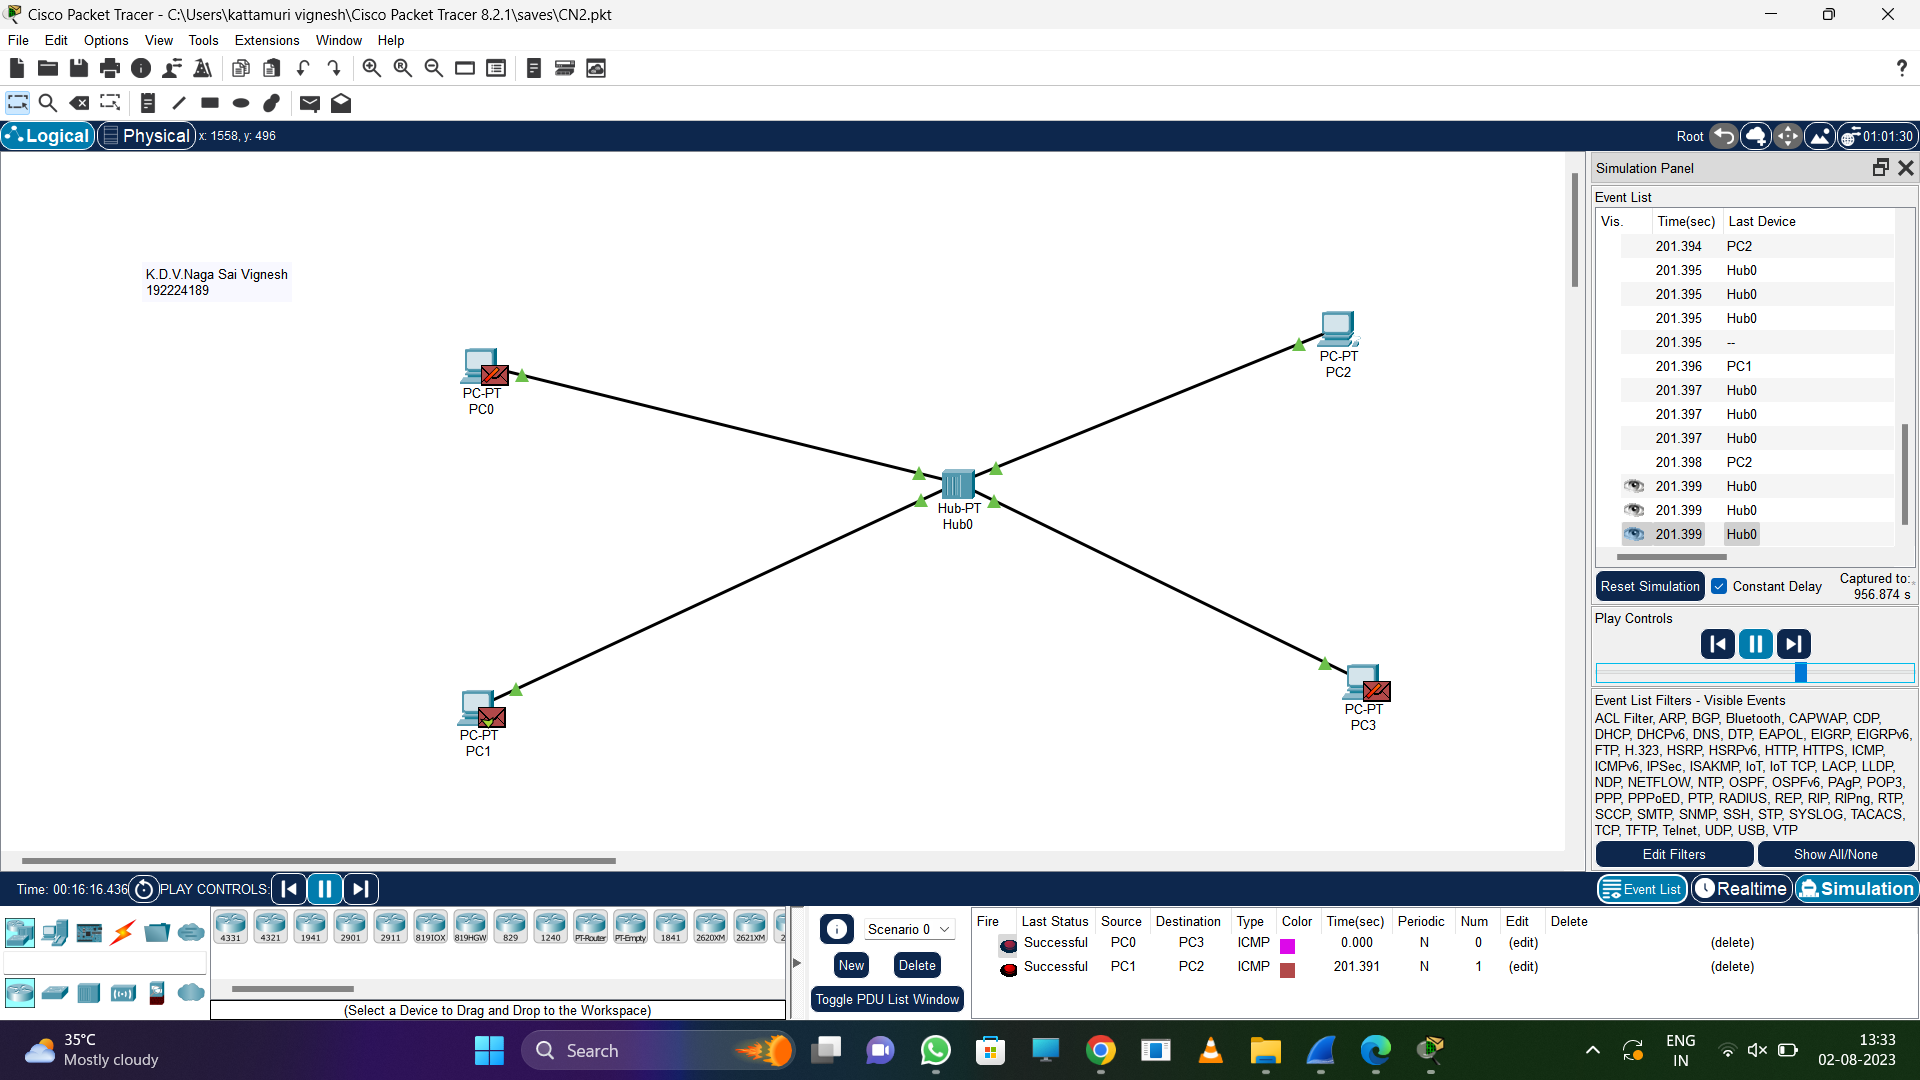 Cisco Packet Tracer - C:\Users\kattamuri vignesh\Cisco Packet Tracer 8.2.1\saves\CN2.pkt
File Edit Options View Tools Extensions Window Help
?
Logical Physical x: 1558, y: 496 Root 01:01:30
K.D.V.Naga Sai Vignesh
192224189
PC-PT
PC0
PC-PT
PC2
Hub-PT
Hub0
PC-PT
PC1
PC-PT
PC3
Simulation Panel
Event List
Vis. Time(sec) Last Device
201.394 PC2
201.395 Hub0
201.395 Hub0
201.395 Hub0
201.395 --
201.396 PC1
201.397 Hub0
201.397 Hub0
201.397 Hub0
201.398 PC2
201.399 Hub0
201.399 Hub0
201.399 Hub0
Reset Simulation Constant Delay Captured to:
956.874 s
Play Controls
Event List Filters - Visible Events
ACL Filter, ARP, BGP, Bluetooth, CAPWAP, CDP,
DHCP, DHCPv6, DNS, DTP, EAPOL, EIGRP, EIGRPv6,
FTP, H.323, HSRP, HSRPv6, HTTP, HTTPS, ICMP,
ICMPv6, IPSec, ISAKMP, IoT, IoT TCP, LACP, LLDP,
NDP, NETFLOW, NTP, OSPF, OSPFv6, PAgP, POP3,
PPP, PPPoED, PTP, RADIUS, REP, RIP, RIPng, RTP,
SCCP, SMTP, SNMP, SSH, STP, SYSLOG, TACACS,
TCP, TFTP, Telnet, UDP, USB, VTP
Edit Filters Show All/None
Time: 00:16:16.436 PLAY CONTROLS: Event List Realtime Simulation
4331 4321 1941 2901 2911 819IOX 819HGW 829 1240 PT-Router PT-Empty 1841 2620XM 2621XM 2
(Select a Device to Drag and Drop to the Workspace)
Scenario 0
New Delete
Toggle PDU List Window
Fire Last Status Source Destination Type Color Time(sec) Periodic Num Edit Delete
Successful PC0 PC3 ICMP 0.000 N 0 (edit) (delete)
Successful PC1 PC2 ICMP 201.391 N 1 (edit) (delete)
35°C
Mostly cloudy
Search
ENG
IN
13:33
02-08-2023